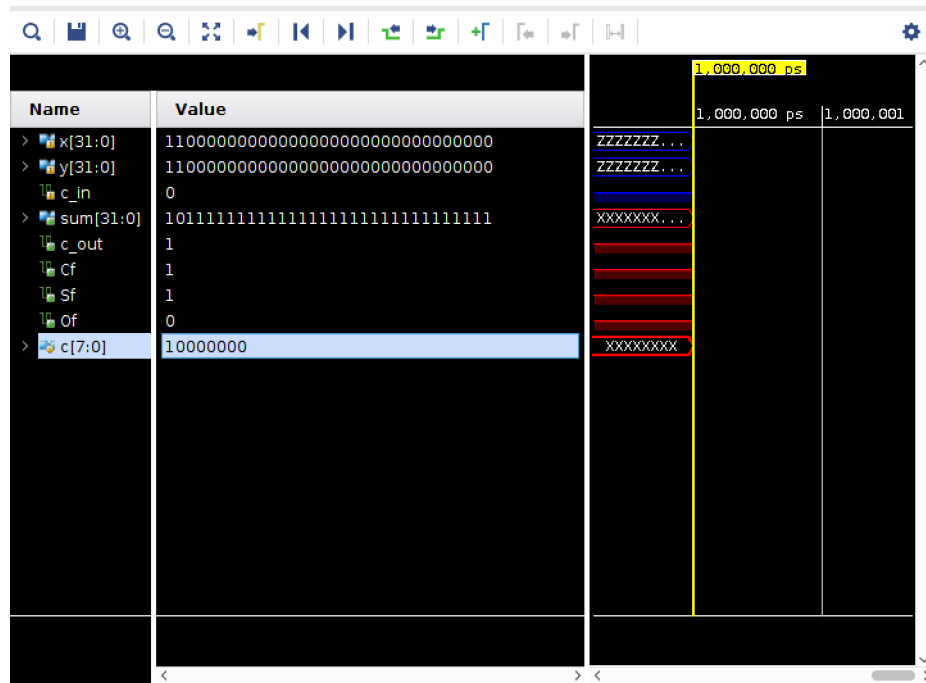 1,000,000 ps
Name
Value
1,000,000 ps
1,000,001
x[31:0]
11000000000000000000000000000000
ZZZZZZZ...
y[31:0]
11000000000000000000000000000000
ZZZZZZZ...
c_in
0
sum[31:0]
10111111111111111111111111111111
XXXXXXX...
c_out
1
Cf
1
Sf
1
Of
0
c[7:0]
10000000
XXXXXXXX